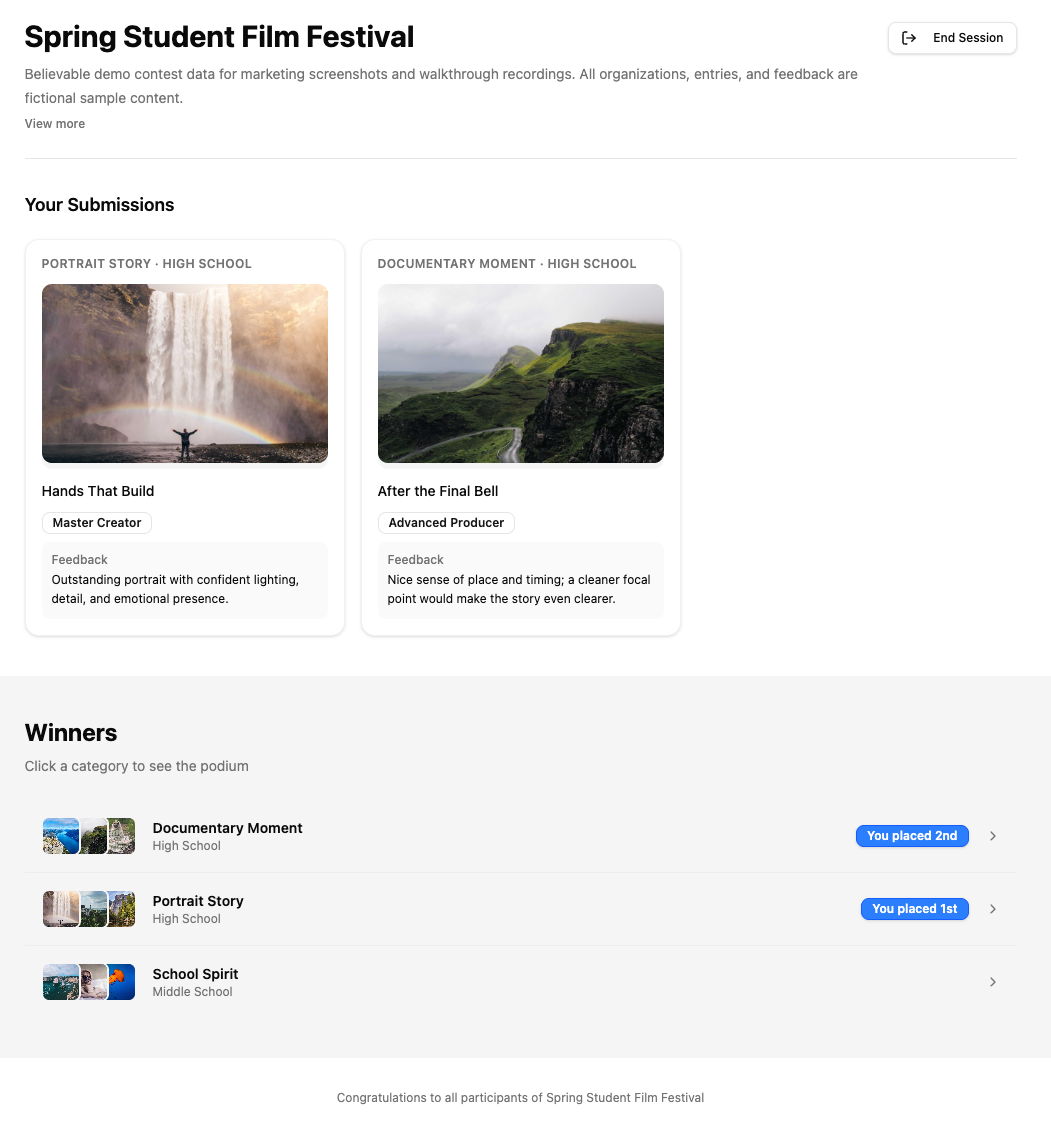 Spring Student Film Festival
End Session
Believable demo contest data for marketing screenshots and walkthrough recordings. All organizations, entries, and feedback are
fictional sample content.
View more
Your Submissions
PORTRAIT STORY · HIGH SCHOOL
Hands That Build
Master Creator
Feedback
Outstanding portrait with confident lighting,
detail, and emotional presence.
DOCUMENTARY MOMENT · HIGH SCHOOL
After the Final Bell
Advanced Producer
Feedback
Nice sense of place and timing; a cleaner focal
point would make the story even clearer.
Winners
Click a category to see the podium
Documentary Moment
High School
You placed 2nd
Portrait Story
High School
You placed 1st
School Spirit
Middle School
Congratulations to all participants of Spring Student Film Festival